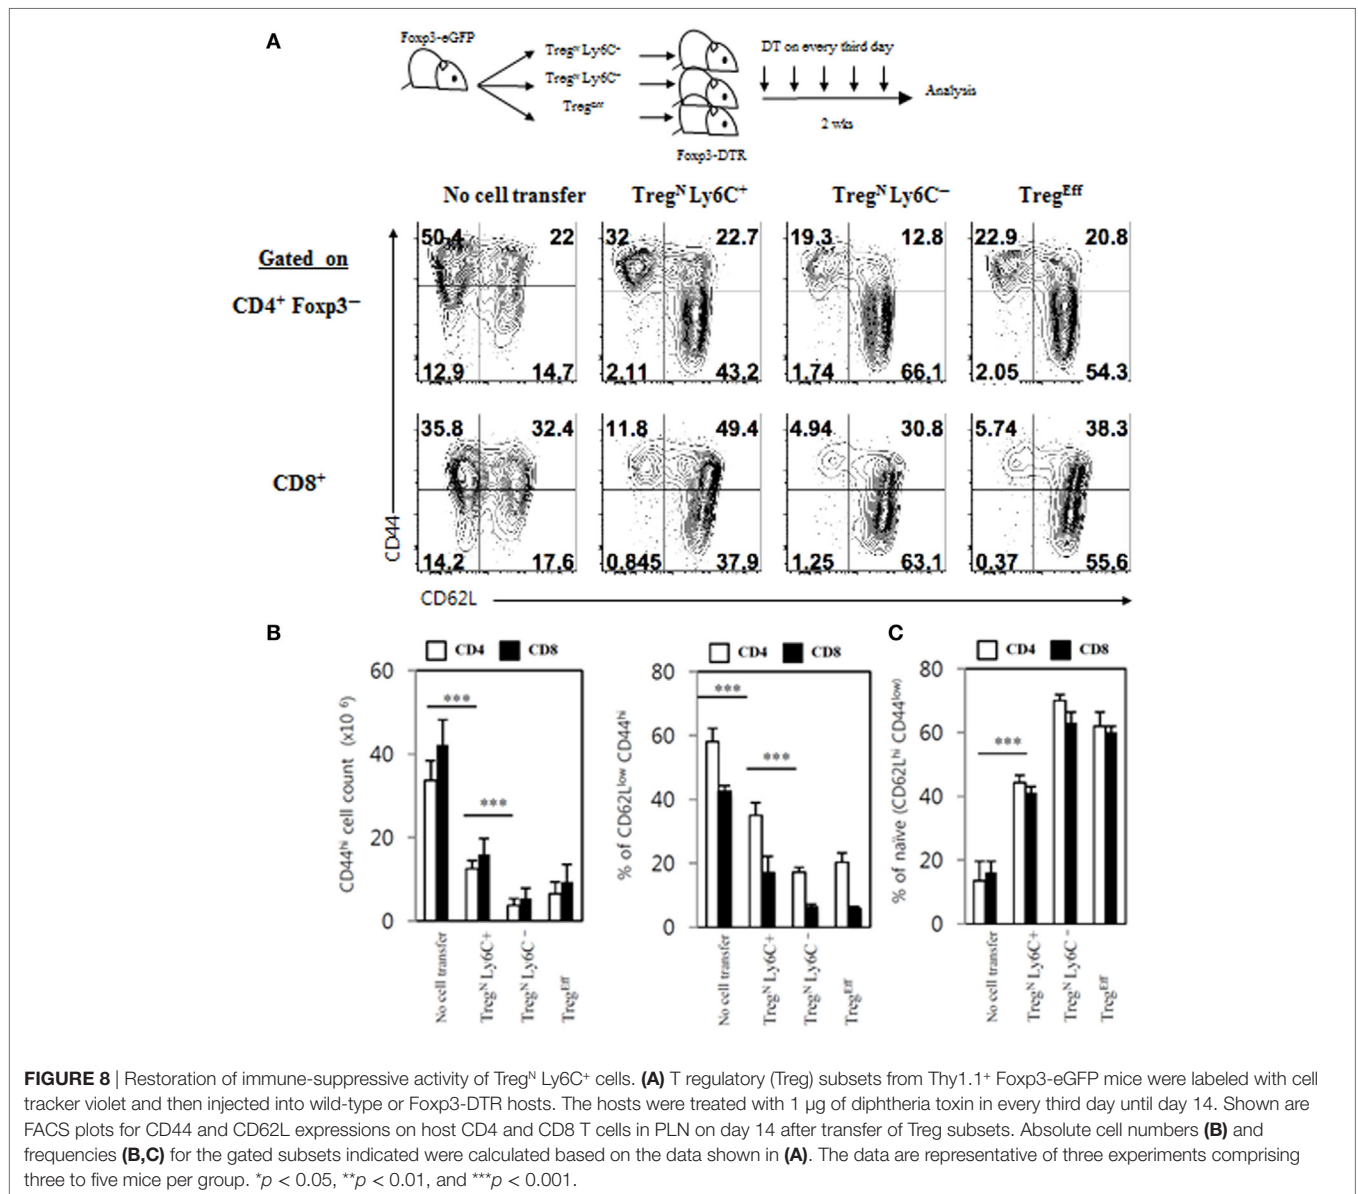 A
Foxp3-eGFP
Treg^N Ly6C^+
Treg^N Ly6C^-
Treg^Eff
Foxp3-DTR
DT on every third day
2 wks
Analysis
No cell transfer
Treg^N Ly6C^+
Treg^N Ly6C^−
Treg^Eff
Gated on
CD4^+ Foxp3^−
50.4 22
12.9 14.7
32 22.7
2.11 43.2
19.3 12.8
1.74 66.1
22.9 20.8
2.05 54.3
CD8^+
35.8 32.4
14.2 17.6
11.8 49.4
0.845 37.9
4.94 30.8
1.25 63.1
5.74 38.3
0.37 55.6
CD44
CD62L
B
CD4 CD8
CD44^hi cell count (x10 ^6)
60
40
20
0
***
***
No cell transfer
Treg^N Ly6C+
Treg^N Ly6C −
Treg^Eff
CD4 CD8
% of CD62L^low CD44^hi
80
60
40
20
0
***
***
No cell transfer
Treg^N Ly6C+
Treg^N Ly6C −
Treg^Eff
C
CD4 CD8
% of naïve (CD62L^hi CD44^low)
80
60
40
20
0
***
No cell transfer
Treg^N Ly6C+
Treg^N Ly6C −
Treg^Eff
FIGURE 8 | Restoration of immune-suppressive activity of Treg^N Ly6C^+ cells. (A) T regulatory (Treg) subsets from Thy1.1^+ Foxp3-eGFP mice were labeled with cell
tracker violet and then injected into wild-type or Foxp3-DTR hosts. The hosts were treated with 1 µg of diphtheria toxin in every third day until day 14. Shown are
FACS plots for CD44 and CD62L expressions on host CD4 and CD8 T cells in PLN on day 14 after transfer of Treg subsets. Absolute cell numbers (B) and
frequencies (B,C) for the gated subsets indicated were calculated based on the data shown in (A). The data are representative of three experiments comprising
three to five mice per group. *p < 0.05, **p < 0.01, and ***p < 0.001.